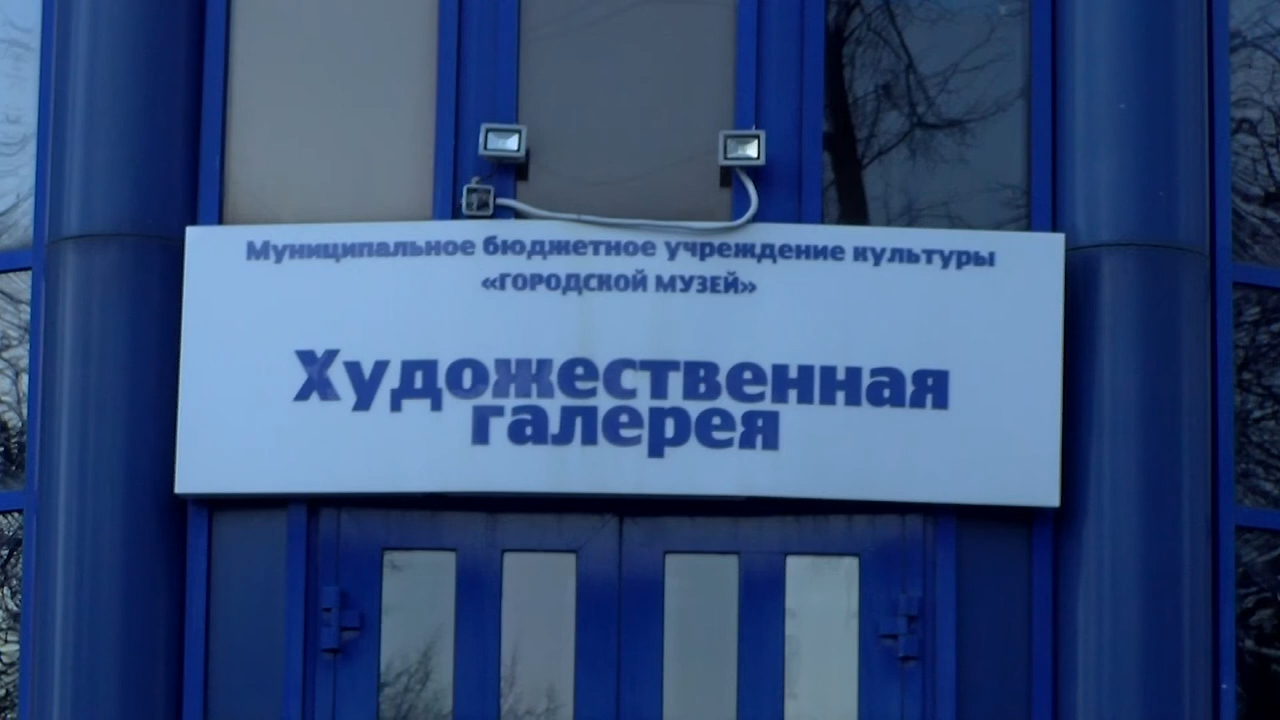 Муниципальное бюджетное учреждение культуры
«ГОРОДСКОЙ МУЗЕЙ»
Художественная
галерея